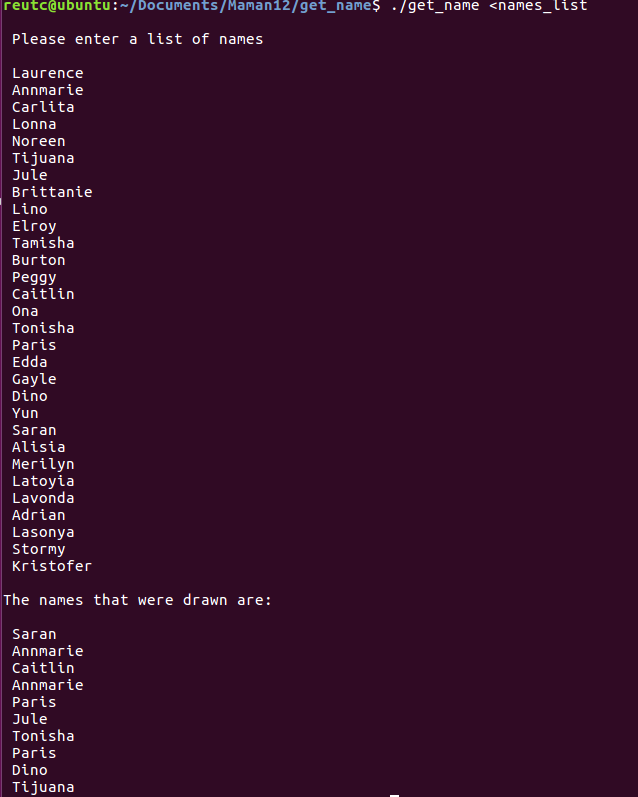 reutc@ubuntu:~/Documents/Maman12/get_name$ ./get_name <names_list
Please enter a list of names
Laurence
Annmarie
Carlita
Lonna
Noreen
Tijuana
Jule
Brittanie
Lino
Elroy
Tamisha
Burton
Peggy
Caitlin
Ona
Tonisha
Paris
Edda
Gayle
Dino
Yun
Saran
Alisia
Merilyn
Latoyia
Lavonda
Adrian
Lasonya
Stormy
Kristofer
The names that were drawn are:
Saran
Annmarie
Caitlin
Annmarie
Paris
Jule
Tonisha
Paris
Dino
Tijuana